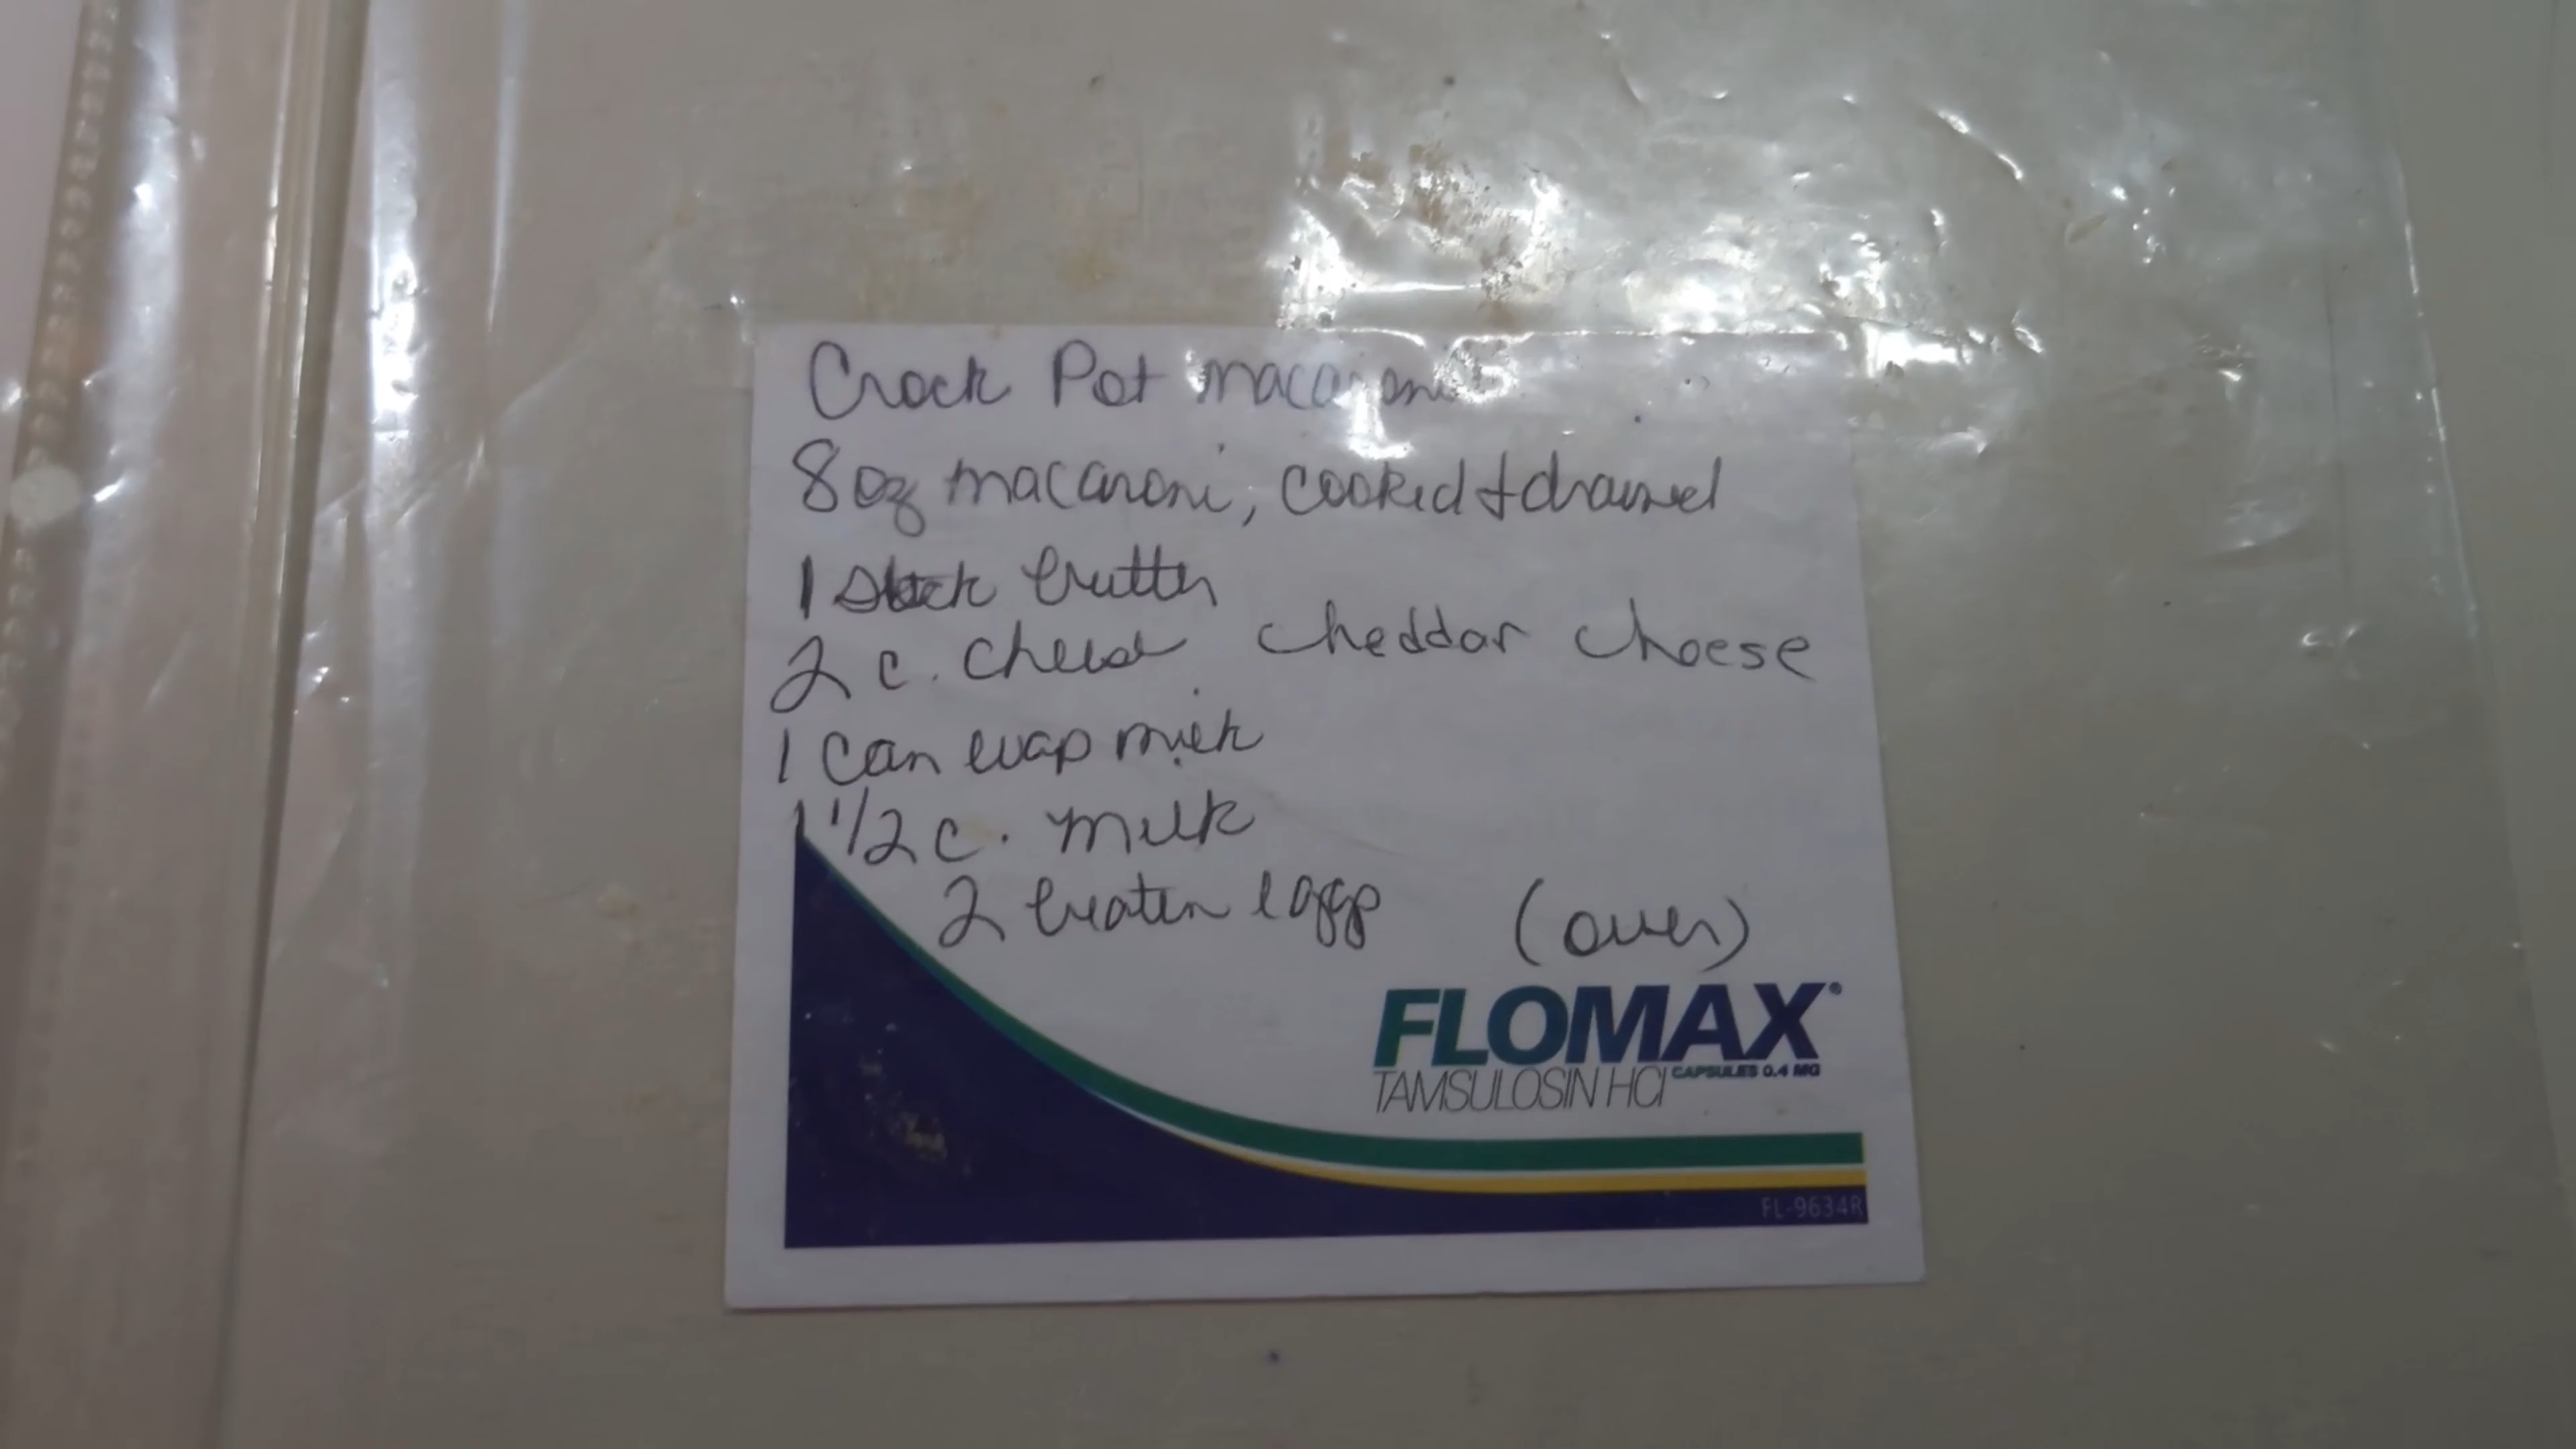 Crock Pot macaroni
8 oz macaroni, cooked & drained
1 stick butter
2 c. cheese cheddar cheese
1 can evap milk
1 1/2 c. milk
2 beaten eggs (over)
FLOMAX®
TAMSULOSIN HCl CAPSULES 0.4 MG
FL-9634R